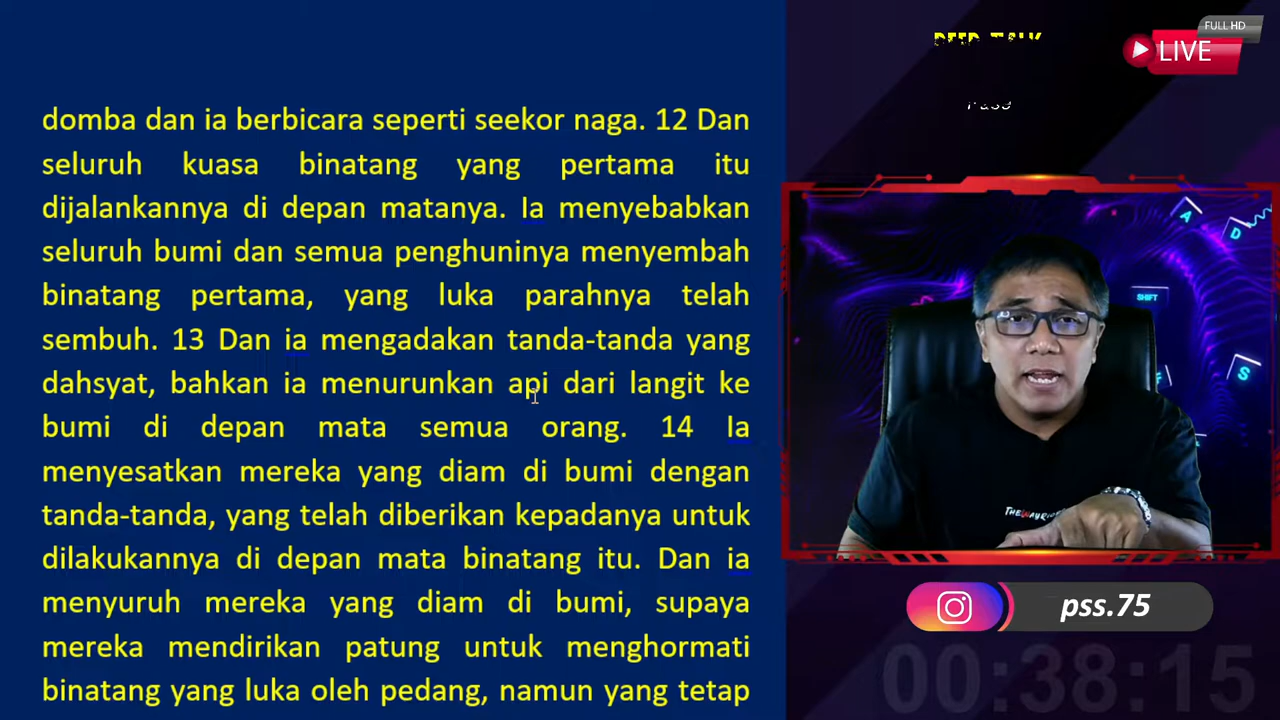 domba dan ia berbicara seperti seekor naga. 12 Dan
seluruh kuasa binatang yang pertama itu
dijalankannya di depan matanya. Ia menyebabkan
seluruh bumi dan semua penghuninya menyembah
binatang pertama, yang luka parahnya telah
sembuh. 13 Dan ia mengadakan tanda-tanda yang
dahsyat, bahkan ia menurunkan api dari langit ke
bumi di depan mata semua orang. 14 Ia
menyesatkan mereka yang diam di bumi dengan
tanda-tanda, yang telah diberikan kepadanya untuk
dilakukannya di depan mata binatang itu. Dan ia
menyuruh mereka yang diam di bumi, supaya
mereka mendirikan patung untuk menghormati
binatang yang luka oleh pedang, namun yang tetap
FULL HD
LIVE
A
D
SHIFT
S
pss.75
00:38:15